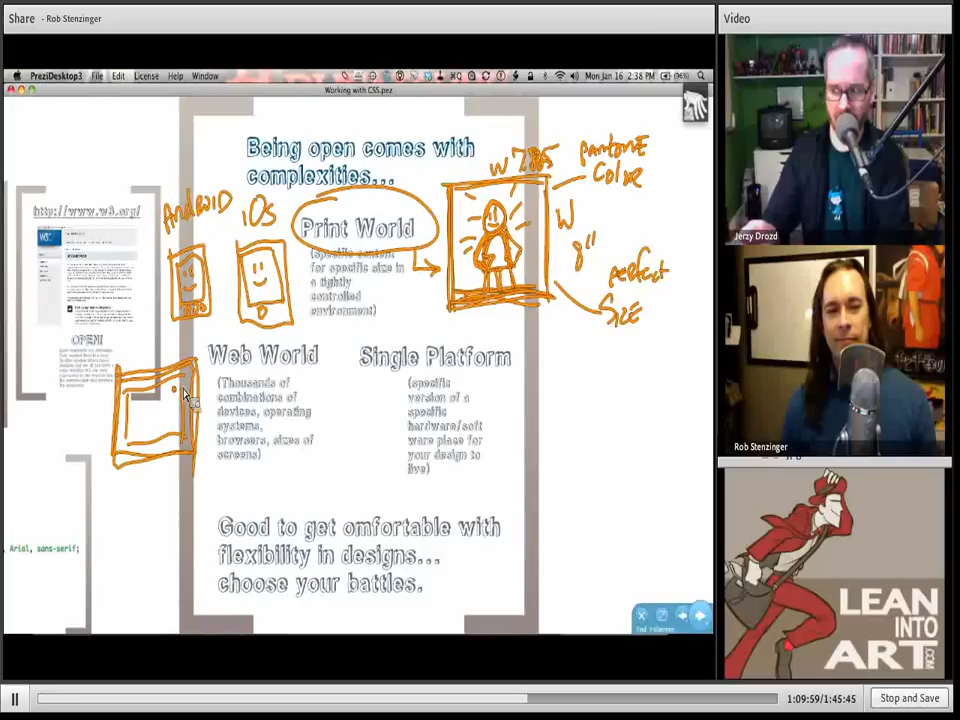 Share - Rob Stenzinger
Video
PreziDesktop3 File Edit License Help Window
Mon Jan 16 2:38 PM (96%)
Working with CSS.pez
Being open comes with
complexities...
Android
iOS
Print World
(specific content
for specific size in
a tightly
controlled
environment)
W 7.865
pantone
Color
W
8"
perfect
Size
http://www.w3.org/
W3C
OPEN!
Web World
(Thousands of
combinations of
devices, operating
systems,
browsers, sizes of
screens)
Single Platform
(specific
version of a
specific
hardware/soft
ware place for
your design to
live)
Good to get omfortable with
flexibility in designs...
choose your battles.
Arial, sans-serif;
Jerzy Drozd
Rob Stenzinger
LEAN
INTO
ART.COM
1:09:59/1:45:45
Stop and Save